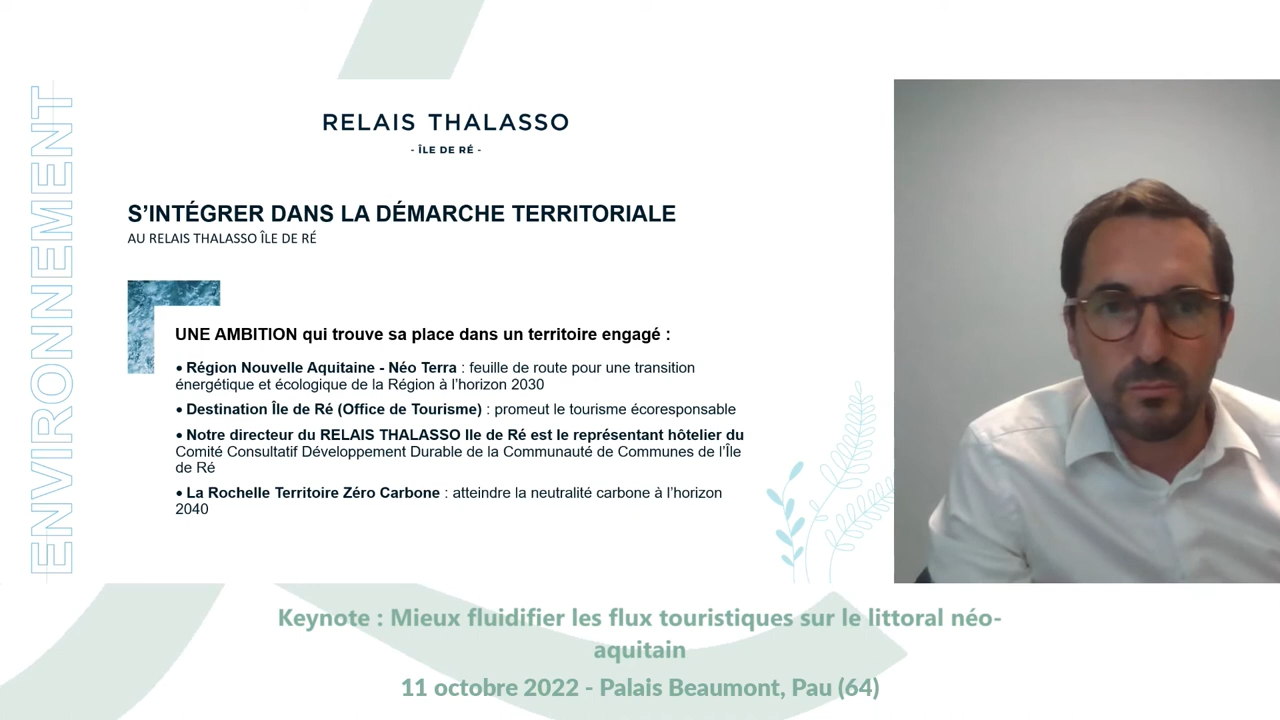 ENVIRONNEMENT
RELAIS THALASSO
- ÎLE DE RÉ -
S'INTÉGRER DANS LA DÉMARCHE TERRITORIALE
AU RELAIS THALASSO ÎLE DE RÉ
UNE AMBITION qui trouve sa place dans un territoire engagé :
• Région Nouvelle Aquitaine - Néo Terra : feuille de route pour une transition
énergétique et écologique de la Région à l'horizon 2030
• Destination Île de Ré (Office de Tourisme) : promeut le tourisme écoresponsable
• Notre directeur du RELAIS THALASSO Ile de Ré est le représentant hôtelier du
Comité Consultatif Développement Durable de la Communauté de Communes de l'Île
de Ré
• La Rochelle Territoire Zéro Carbone : atteindre la neutralité carbone à l'horizon
2040
Keynote : Mieux fluidifier les flux touristiques sur le littoral néo-
aquitain
11 octobre 2022 - Palais Beaumont, Pau (64)